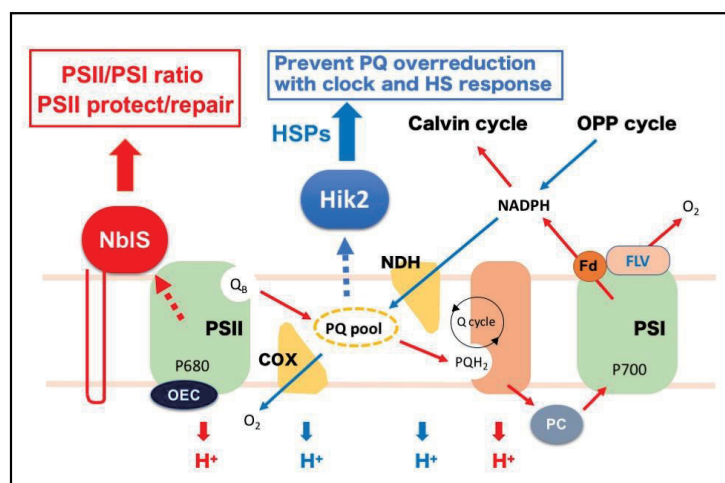 PSII/PSI ratio
PSII protect/repair
Prevent PQ overreduction
with clock and HS response
HSPs
Calvin cycle
OPP cycle
Hik2
NblS
NADPH
O2
NDH
Fd
FLV
QB
PSII
PQ pool
Q cycle
PSI
COX
P680
PQH2
P700
OEC
O2
PC
H+
H+
H+
H+